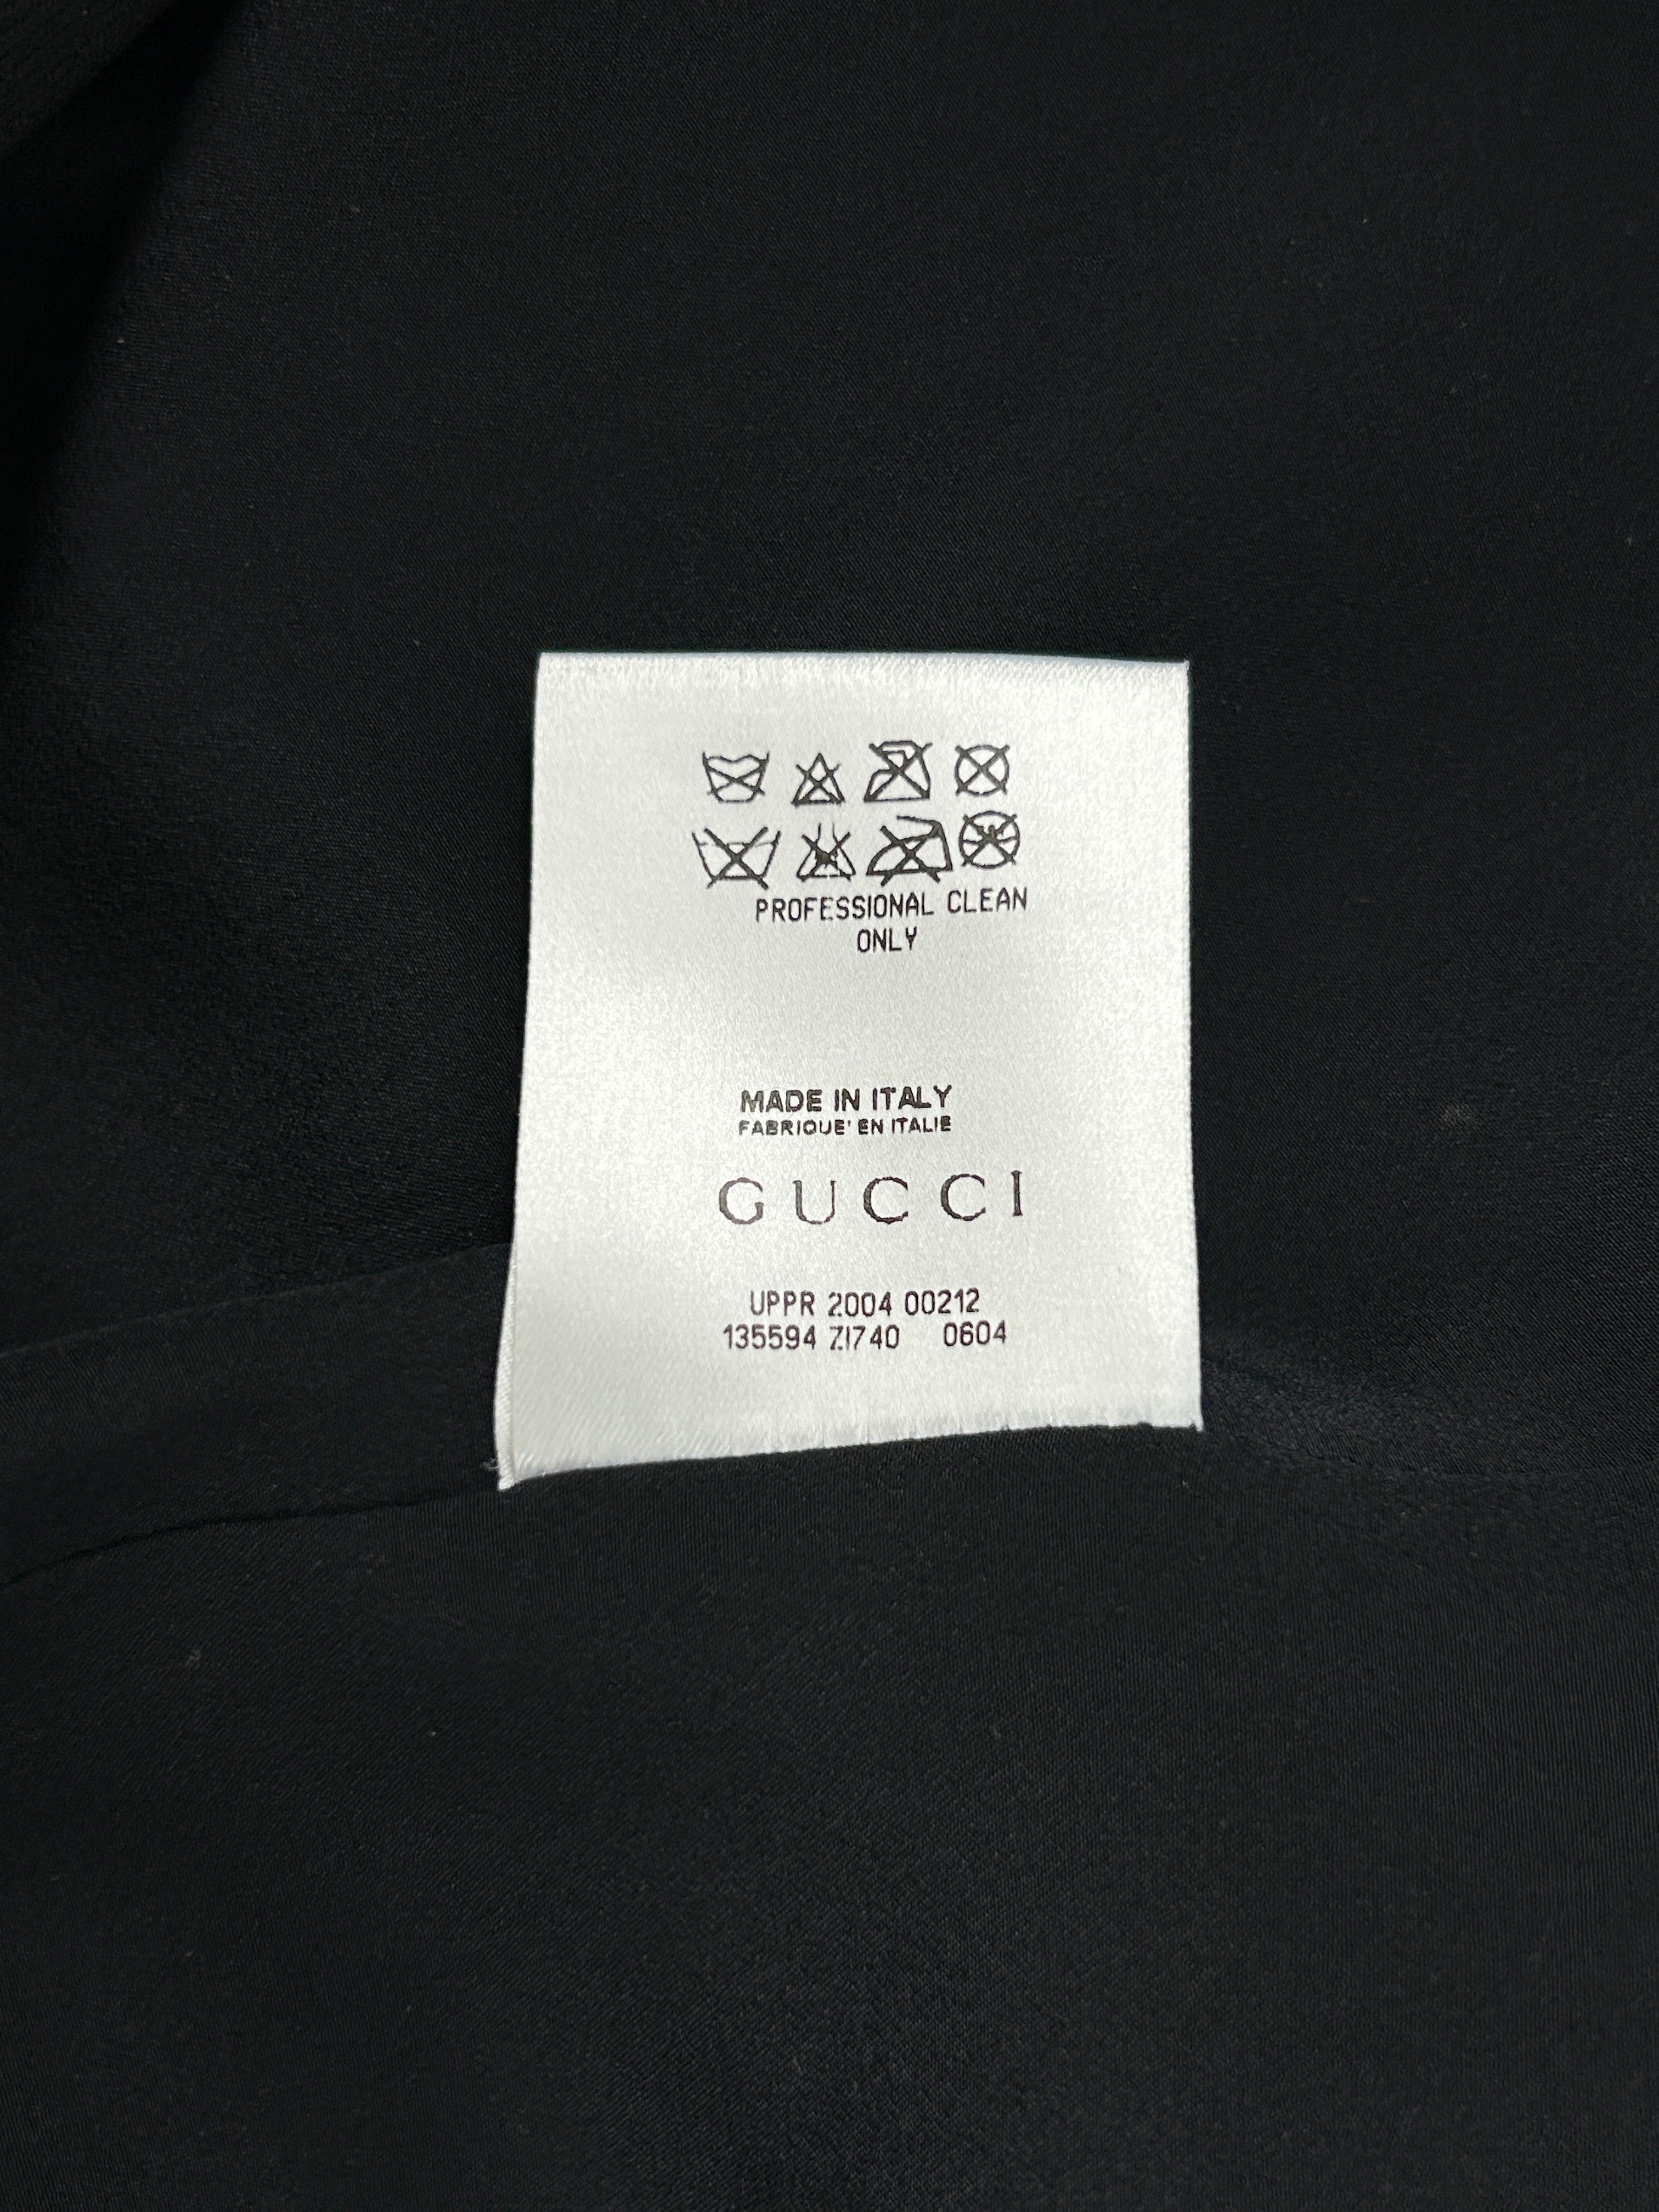 PROFESSIONAL CLEAN
ONLY
MADE IN ITALY
FABRIQUE' EN ITALIE
GUCCI
UPPR 2004 00212
135594 ZI740 0604